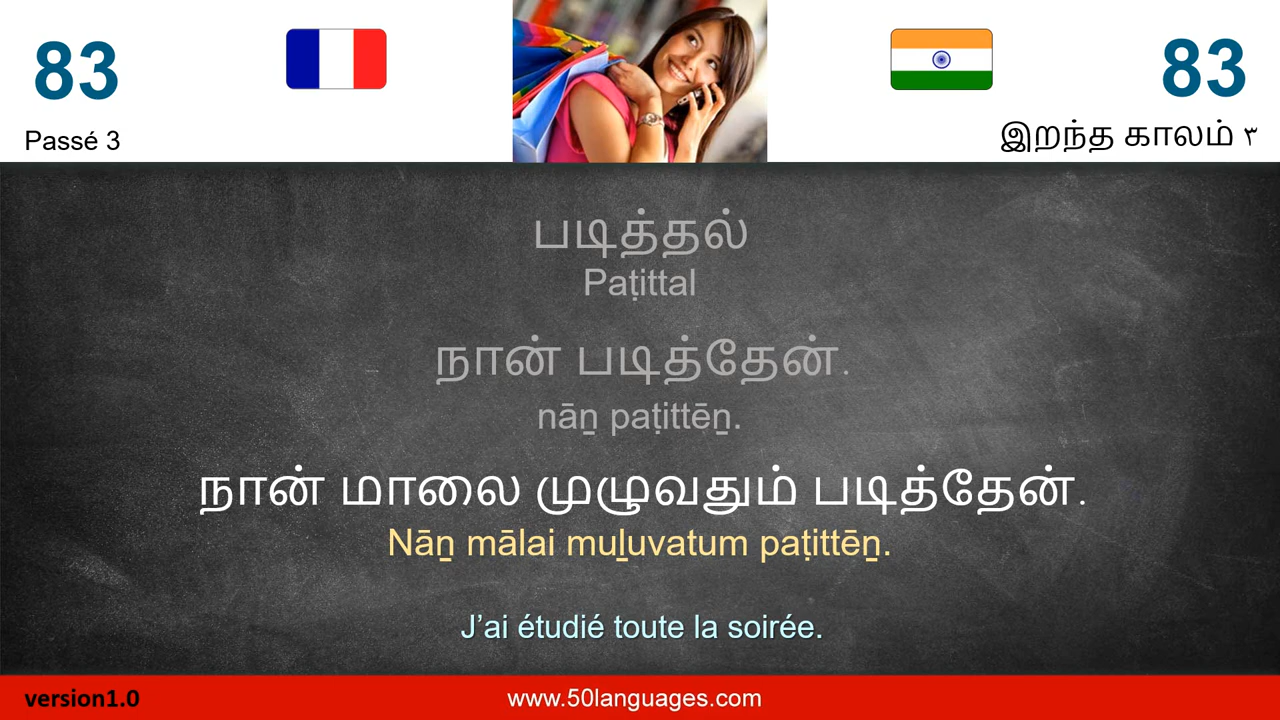 83
83
Passé 3
இறந்த காலம் ٣
படித்தல்
Paṭittal
நான் படித்தேன்.
nāṉ paṭittēṉ.
நான் மாலை முழுவதும் படித்தேன்.
Nāṉ mālai muḻuvatum paṭittēṉ.
J’ai étudié toute la soirée.
version1.0
www.50languages.com